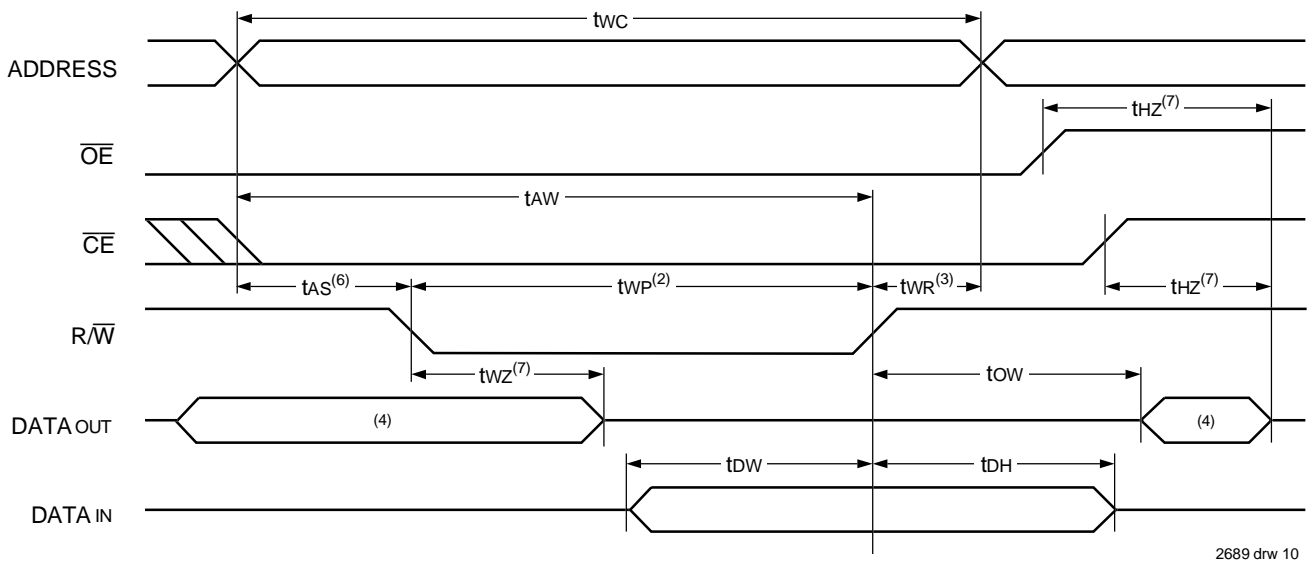 tWC
ADDRESS
tHZ(7)
OE
tAW
CE
tAS(6) tWP(2) tWR(3) tHZ(7)
R/W
tWZ(7) tOW
DATA OUT (4) (4)
tDW tDH
DATA IN
2689 drw 10